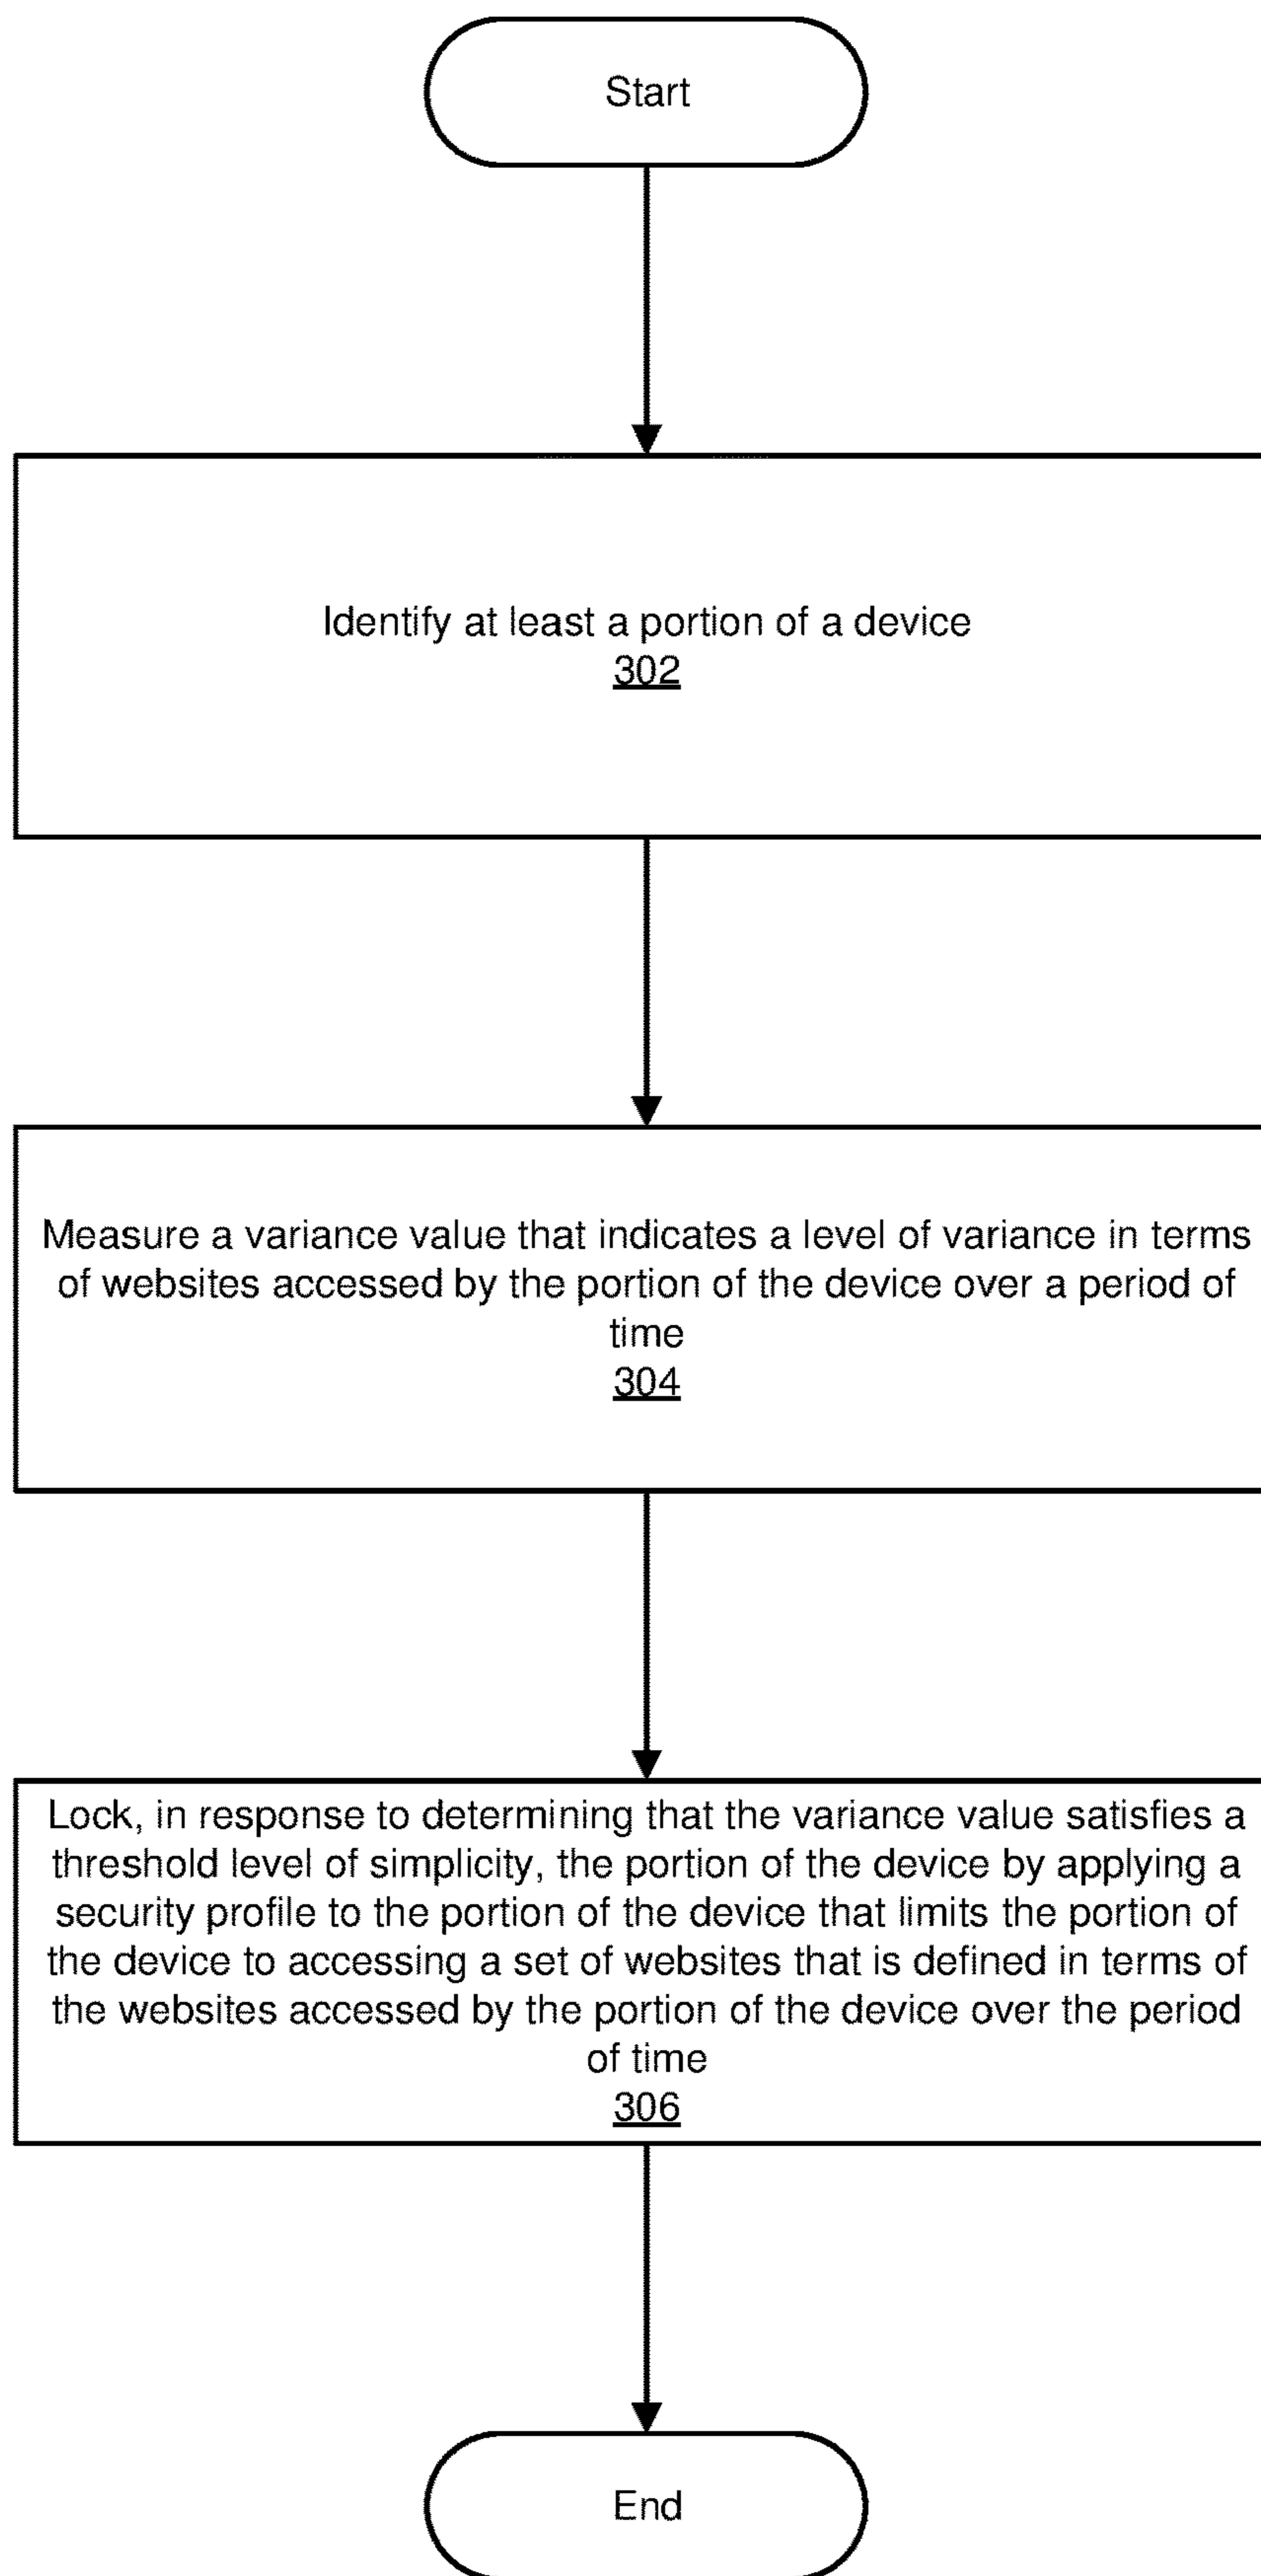 Start
Identify at least a portion of a device
302
Measure a variance value that indicates a level of variance in terms
of websites accessed by the portion of the device over a period of
time
304
Lock, in response to determining that the variance value satisfies a
threshold level of simplicity, the portion of the device by applying a
security profile to the portion of the device that limits the portion of
the device to accessing a set of websites that is defined in terms of
the websites accessed by the portion of the device over the period
of time
306
End